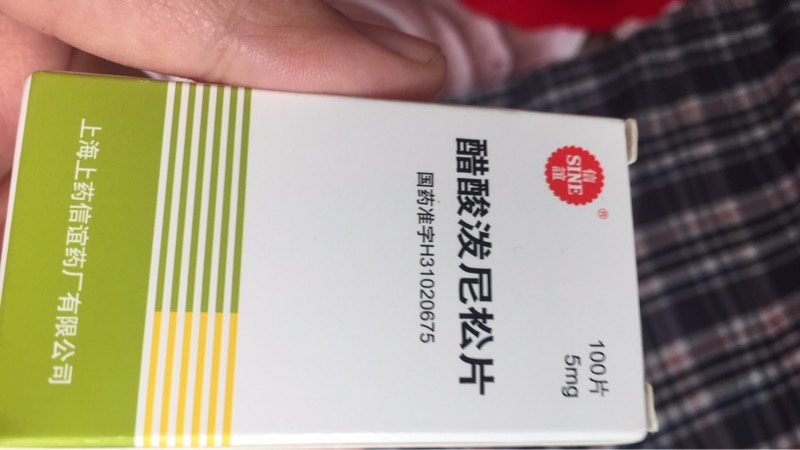 信
SINE
誼
®
醋酸泼尼松片
国药准字H31020675
100片
5mg
上海上药信谊药厂有限公司